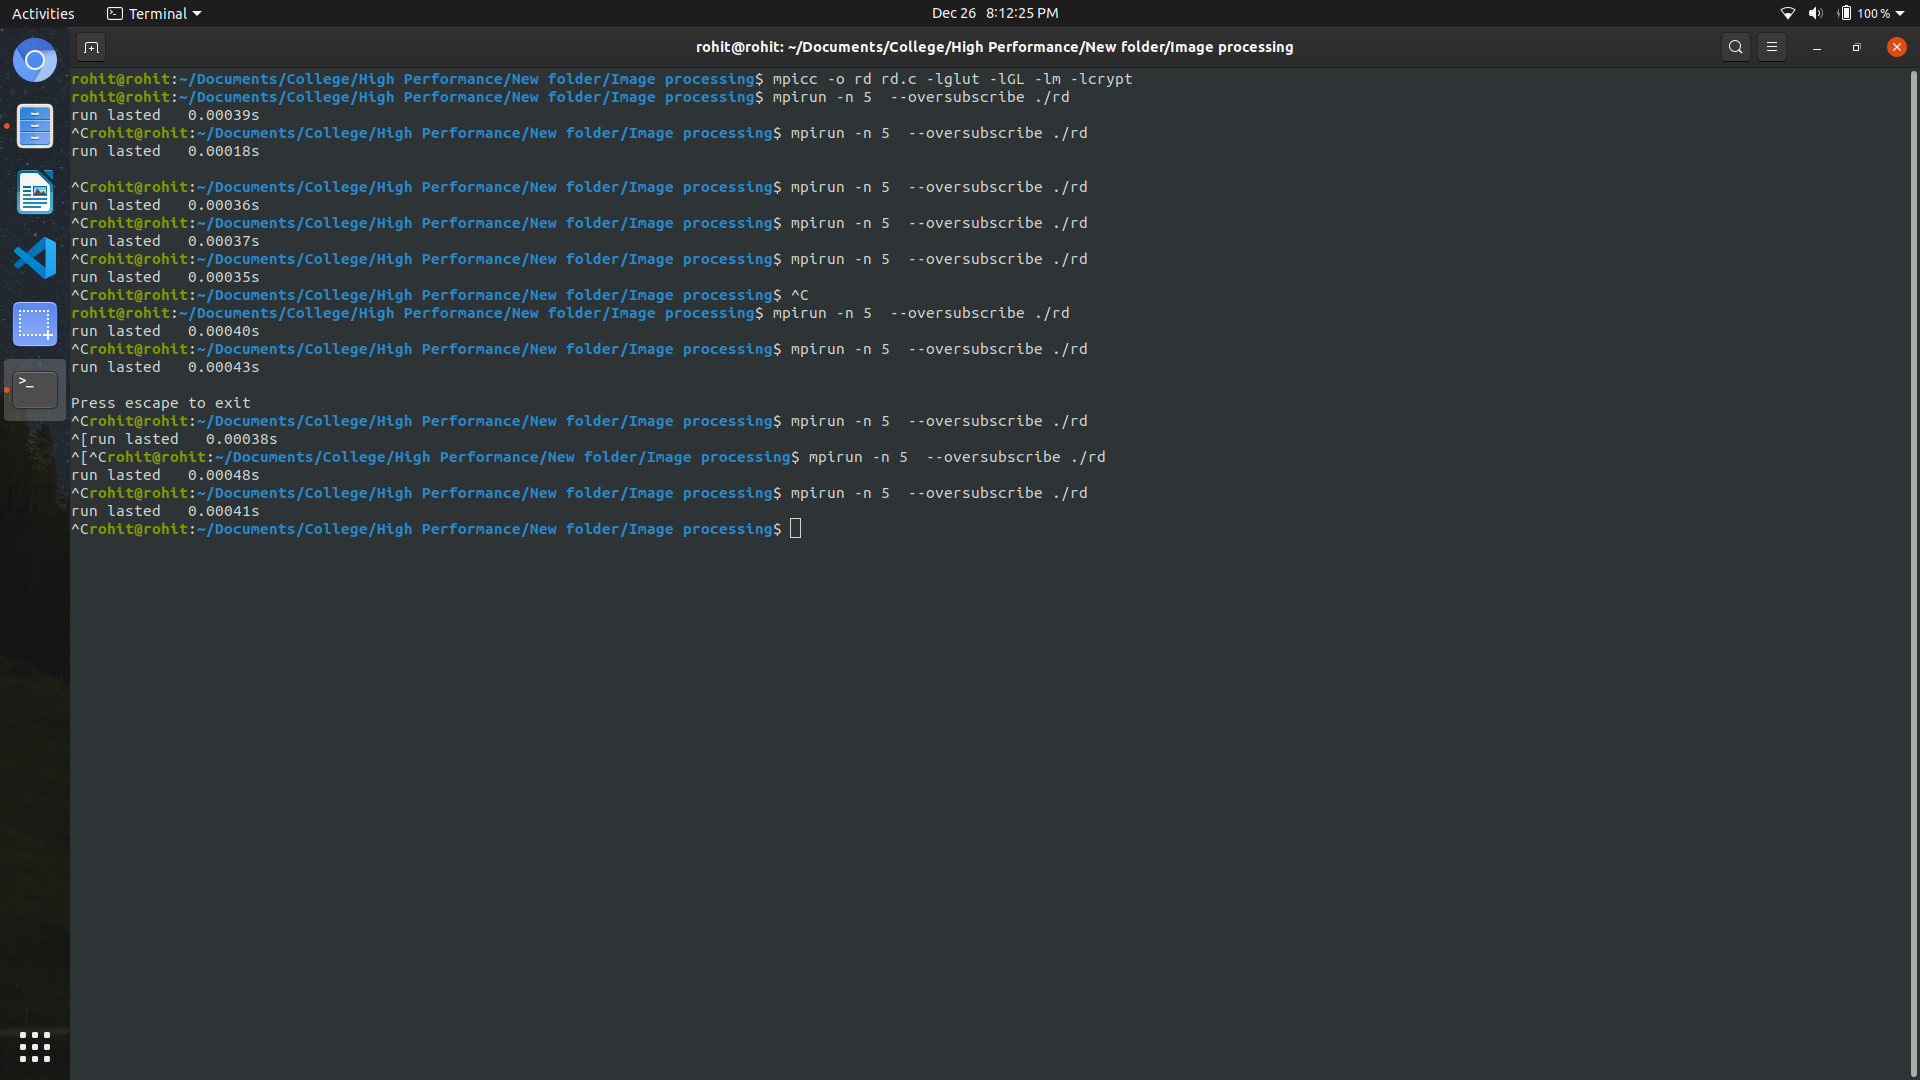 Activities Terminal Dec 26 8:12:25 PM 100 %
rohit@rohit: ~/Documents/College/High Performance/New folder/Image processing
rohit@rohit:~/Documents/College/High Performance/New folder/Image processing$ mpicc -o rd rd.c -lglut -lGL -lm -lcrypt
rohit@rohit:~/Documents/College/High Performance/New folder/Image processing$ mpirun -n 5  --oversubscribe ./rd
run lasted   0.00039s
^Crohit@rohit:~/Documents/College/High Performance/New folder/Image processing$ mpirun -n 5  --oversubscribe ./rd
run lasted   0.00018s
^Crohit@rohit:~/Documents/College/High Performance/New folder/Image processing$ mpirun -n 5  --oversubscribe ./rd
run lasted   0.00036s
^Crohit@rohit:~/Documents/College/High Performance/New folder/Image processing$ mpirun -n 5  --oversubscribe ./rd
run lasted   0.00037s
^Crohit@rohit:~/Documents/College/High Performance/New folder/Image processing$ mpirun -n 5  --oversubscribe ./rd
run lasted   0.00035s
^Crohit@rohit:~/Documents/College/High Performance/New folder/Image processing$ ^C
rohit@rohit:~/Documents/College/High Performance/New folder/Image processing$ mpirun -n 5  --oversubscribe ./rd
run lasted   0.00040s
^Crohit@rohit:~/Documents/College/High Performance/New folder/Image processing$ mpirun -n 5  --oversubscribe ./rd
run lasted   0.00043s
Press escape to exit
^Crohit@rohit:~/Documents/College/High Performance/New folder/Image processing$ mpirun -n 5  --oversubscribe ./rd
^[run lasted   0.00038s
^[^Crohit@rohit:~/Documents/College/High Performance/New folder/Image processing$ mpirun -n 5  --oversubscribe ./rd
run lasted   0.00048s
^Crohit@rohit:~/Documents/College/High Performance/New folder/Image processing$ mpirun -n 5  --oversubscribe ./rd
run lasted   0.00041s
^Crohit@rohit:~/Documents/College/High Performance/New folder/Image processing$